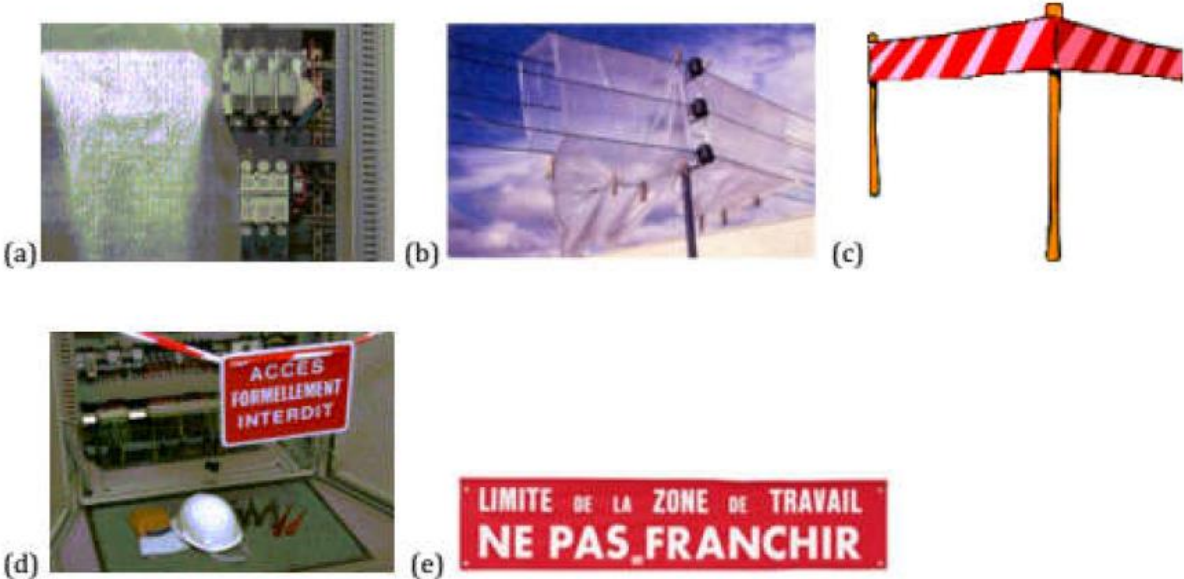 (a)
(b)
(c)
ACCES
FORMELLEMENT
INTERDIT
(d)
(e)
LIMITE DE LA ZONE DE TRAVAIL
NE PAS FRANCHIR